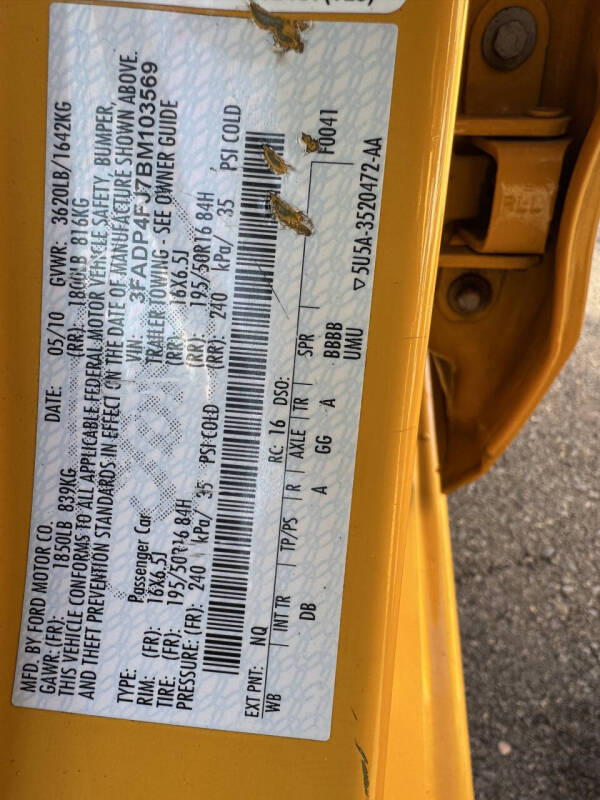 MFD. BY FORD MOTOR CO.
DATE: 05/10 GVWR: 3620LB/1642KG
GAWR: (FR): 1850LB 839KG (RR): 1800LB 816KG
THIS VEHICLE CONFORMS TO ALL APPLICABLE FEDERAL MOTOR VEHICLE SAFETY, BUMPER,
AND THEFT PREVENTION STANDARDS IN EFFECT ON THE DATE OF MANUFACTURE SHOWN ABOVE.
VIN: 3FADP4FJ7BM103569
TYPE: Passenger Car TRAILER TOWING - SEE OWNER GUIDE
RIM: (FR): 16X6.5J (RR): 16X6.5J
TIRE: (FR): 195/50R16 84H (RR): 195/50R16 84H
PRESSURE: (FR): 240 kPa/ 35 PSI COLD (RR): 240 kPa/ 35 PSI COLD
EXT PNT: NQ RC: 16 DSO: F0041
WB INT TR TP/PS R AXLE TR SPR
DB A GG A BBBB
UMU
▽5U5A-3520472-AA